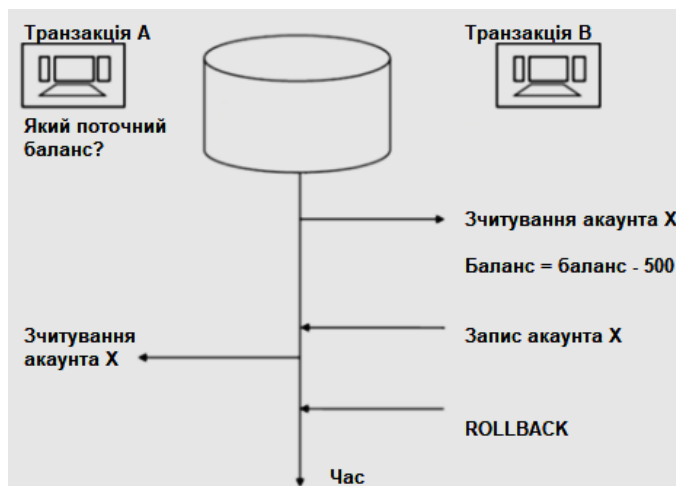 Транзакція А
Транзакція В
Який поточний
баланс?
Зчитування акаунта Х
Баланс = баланс - 500
Зчитування
акаунта Х
Запис акаунта Х
ROLLBACK
Час